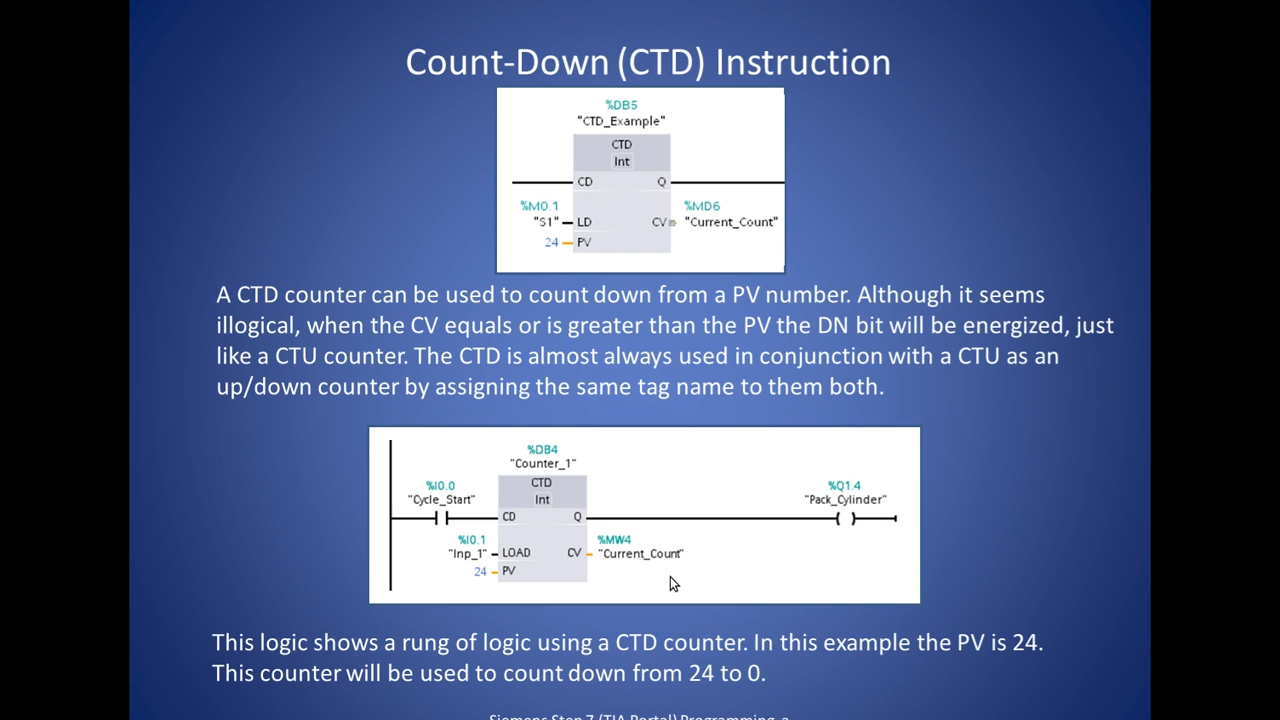 Count-Down (CTD) Instruction
%DB5
"CTD_Example"
CTD
Int
CD Q
%M0.1 %MD6
"S1" LD CV "Current_Count"
24 PV
A CTD counter can be used to count down from a PV number. Although it seems
illogical, when the CV equals or is greater than the PV the DN bit will be energized, just
like a CTU counter. The CTD is almost always used in conjunction with a CTU as an
up/down counter by assigning the same tag name to them both.
%DB4
"Counter_1"
%I0.0 CTD %Q1.4
"Cycle_Start" Int "Pack_Cylinder"
CD Q
%I0.1 %MW4
"Inp_1" LOAD CV "Current_Count"
24 PV
This logic shows a rung of logic using a CTD counter. In this example the PV is 24.
This counter will be used to count down from 24 to 0.
Siemens Step 7 (TIA Portal) Programming, a